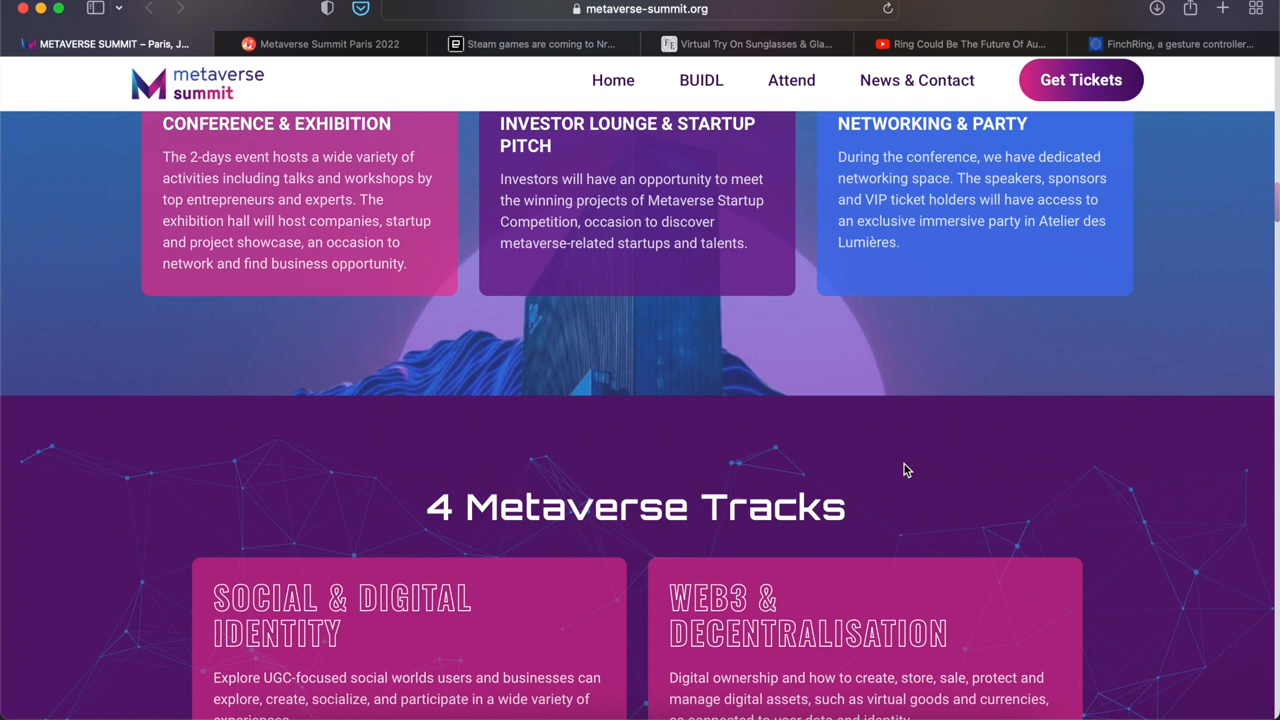 metaverse-summit.org
METAVERSE SUMMIT – Paris, J...
Metaverse Summit Paris 2022
Steam games are coming to Nr...
Virtual Try On Sunglasses & Gla...
Ring Could Be The Future Of Au...
FinchRing, a gesture controller...
metaverse
summit
Home
BUIDL
Attend
News & Contact
Get Tickets
CONFERENCE & EXHIBITION
The 2-days event hosts a wide variety of
activities including talks and workshops by
top entrepreneurs and experts. The
exhibition hall will host companies, startup
and project showcase, an occasion to
network and find business opportunity.
INVESTOR LOUNGE & STARTUP
PITCH
Investors will have an opportunity to meet
the winning projects of Metaverse Startup
Competition, occasion to discover
metaverse-related startups and talents.
NETWORKING & PARTY
During the conference, we have dedicated
networking space. The speakers, sponsors
and VIP ticket holders will have access to
an exclusive immersive party in Atelier des
Lumières.
4 Metaverse Tracks
SOCIAL & DIGITAL
IDENTITY
Explore UGC-focused social worlds users and businesses can
explore, create, socialize, and participate in a wide variety of
experiences
WEB3 &
DECENTRALISATION
Digital ownership and how to create, store, sale, protect and
manage digital assets, such as virtual goods and currencies,
as connected to user data and identity